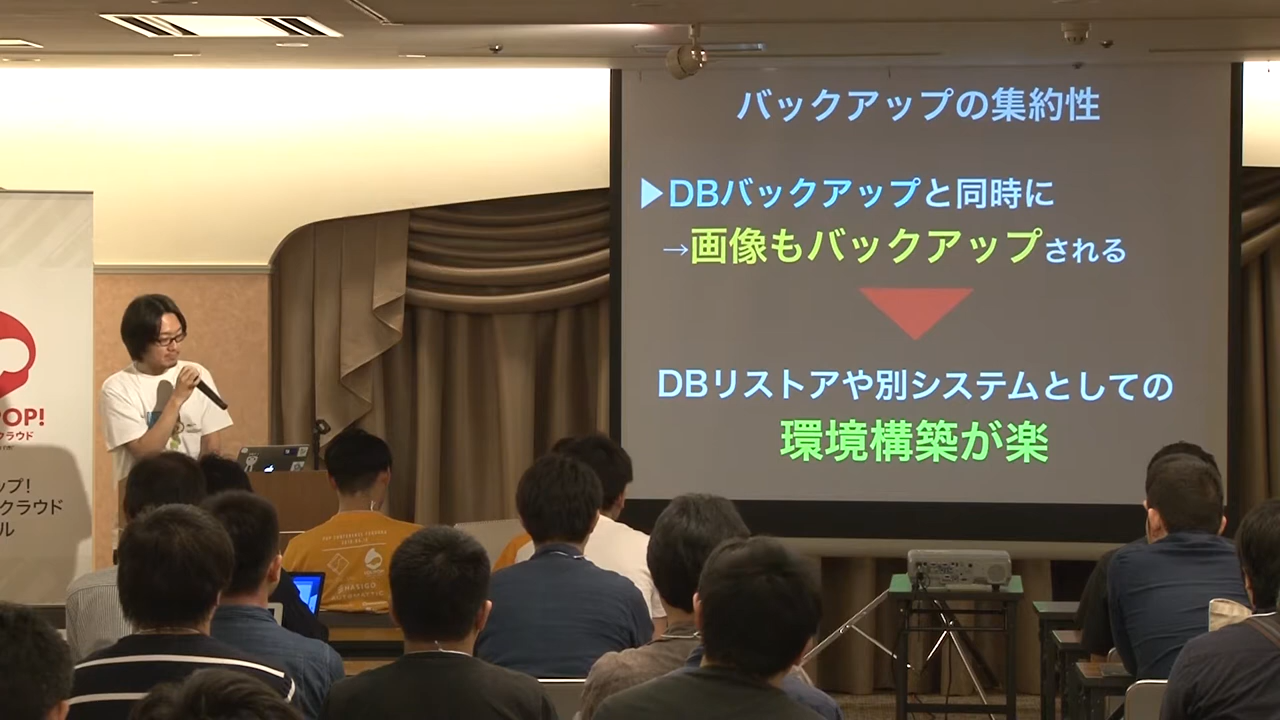 バックアップの集約性
▶DBバックアップと同時に
→画像もバックアップされる
DBリストアや別システムとしての
環境構築が楽
POP!
クラウド
ップ!
クラウド
ル